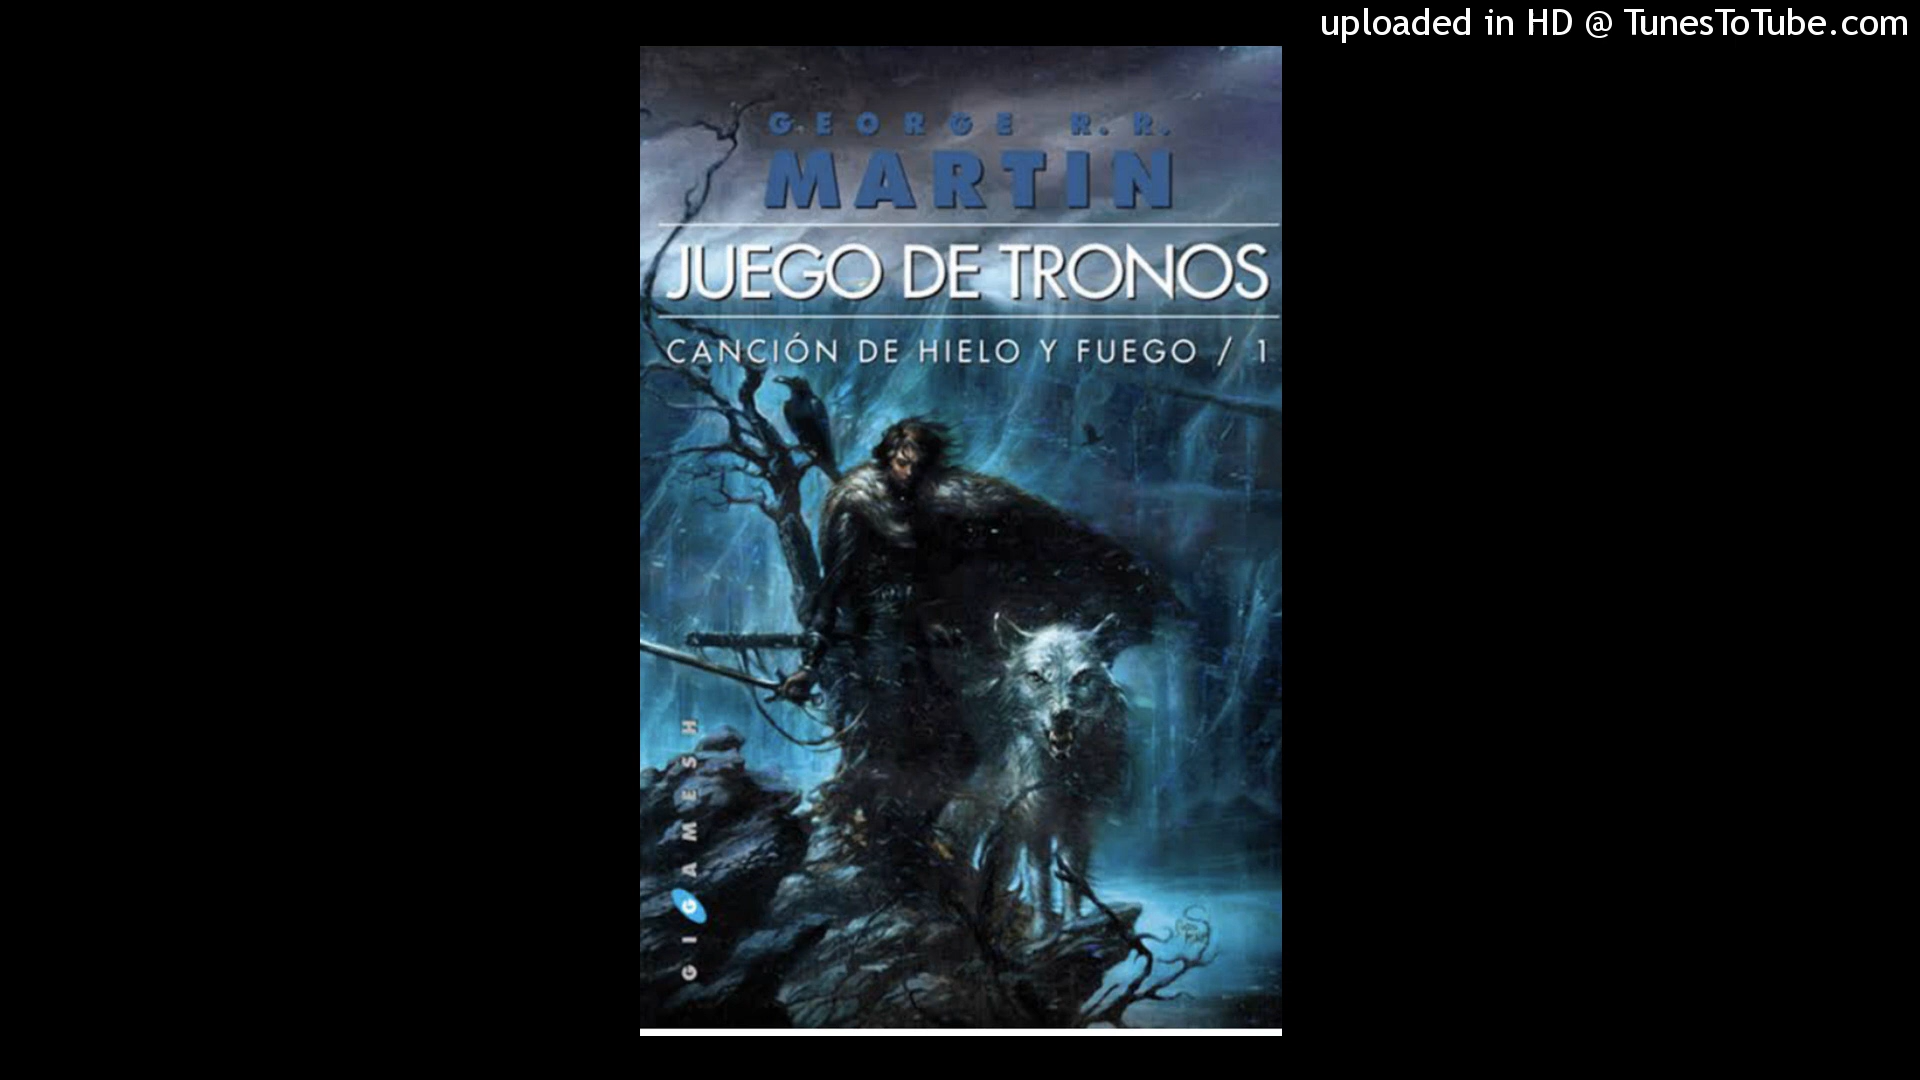 uploaded in HD @ TunesToTube.com
GEORGE R. R.
MARTIN
JUEGO DE TRONOS
CANCIÓN DE HIELO Y FUEGO / 1
GIGAMESH